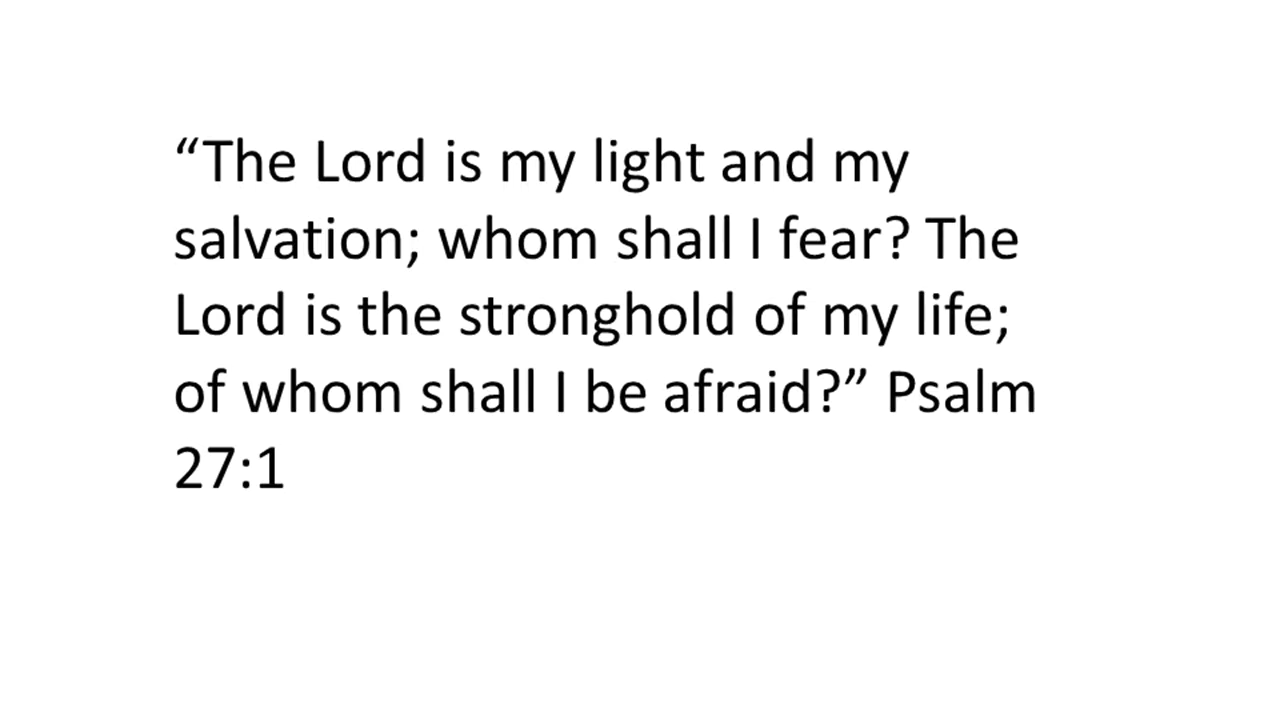 “The Lord is my light and my
salvation; whom shall I fear? The
Lord is the stronghold of my life;
of whom shall I be afraid?” Psalm
27:1